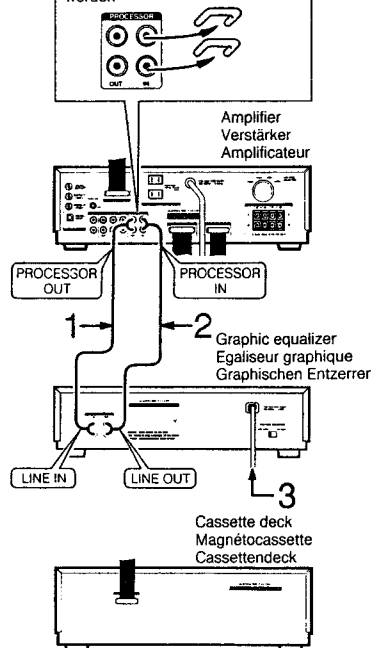 werden
PROCESSOR
OUT IN
Amplifier
Verstärker
Amplificateur
PROCESSOR
OUT
PROCESSOR
IN
1
2
Graphic equalizer
Egaliseur graphique
Graphischen Entzerrer
LINE IN
LINE OUT
3
Cassette deck
Magnétocassette
Cassettendeck